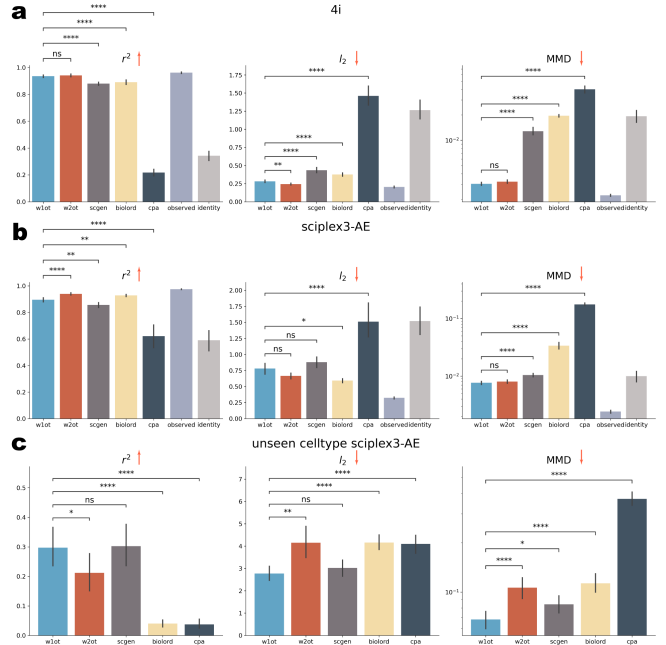 a
4i
r² ↑
l₂ ↓
MMD ↓
****
****
****
ns
1.0
0.8
0.6
0.4
0.2
0.0
w1ot w2ot scgen biolord cpa observed identity
****
****
****
**
1.75
1.50
1.25
1.00
0.75
0.50
0.25
0.00
w1ot w2ot scgen biolord cpa observed identity
****
****
****
ns
10⁻²
w1ot w2ot scgen biolord cpa observed identity
b
sciplex3-AE
r² ↑
l₂ ↓
MMD ↓
****
**
**
****
1.0
0.8
0.6
0.4
0.2
0.0
w1ot w2ot scgen biolord cpa observed identity
****
*
ns
ns
2.00
1.75
1.50
1.25
1.00
0.75
0.50
0.25
0.00
w1ot w2ot scgen biolord cpa observed identity
****
****
****
ns
10⁻¹
10⁻²
w1ot w2ot scgen biolord cpa observed identity
c
unseen celltype sciplex3-AE
r² ↑
l₂ ↓
MMD ↓
****
****
ns
*
0.5
0.4
0.3
0.2
0.1
0.0
w1ot w2ot scgen biolord cpa
****
****
ns
**
7
6
5
4
3
2
1
0
w1ot w2ot scgen biolord cpa
****
****
*
****
10⁻¹
w1ot w2ot scgen biolord cpa